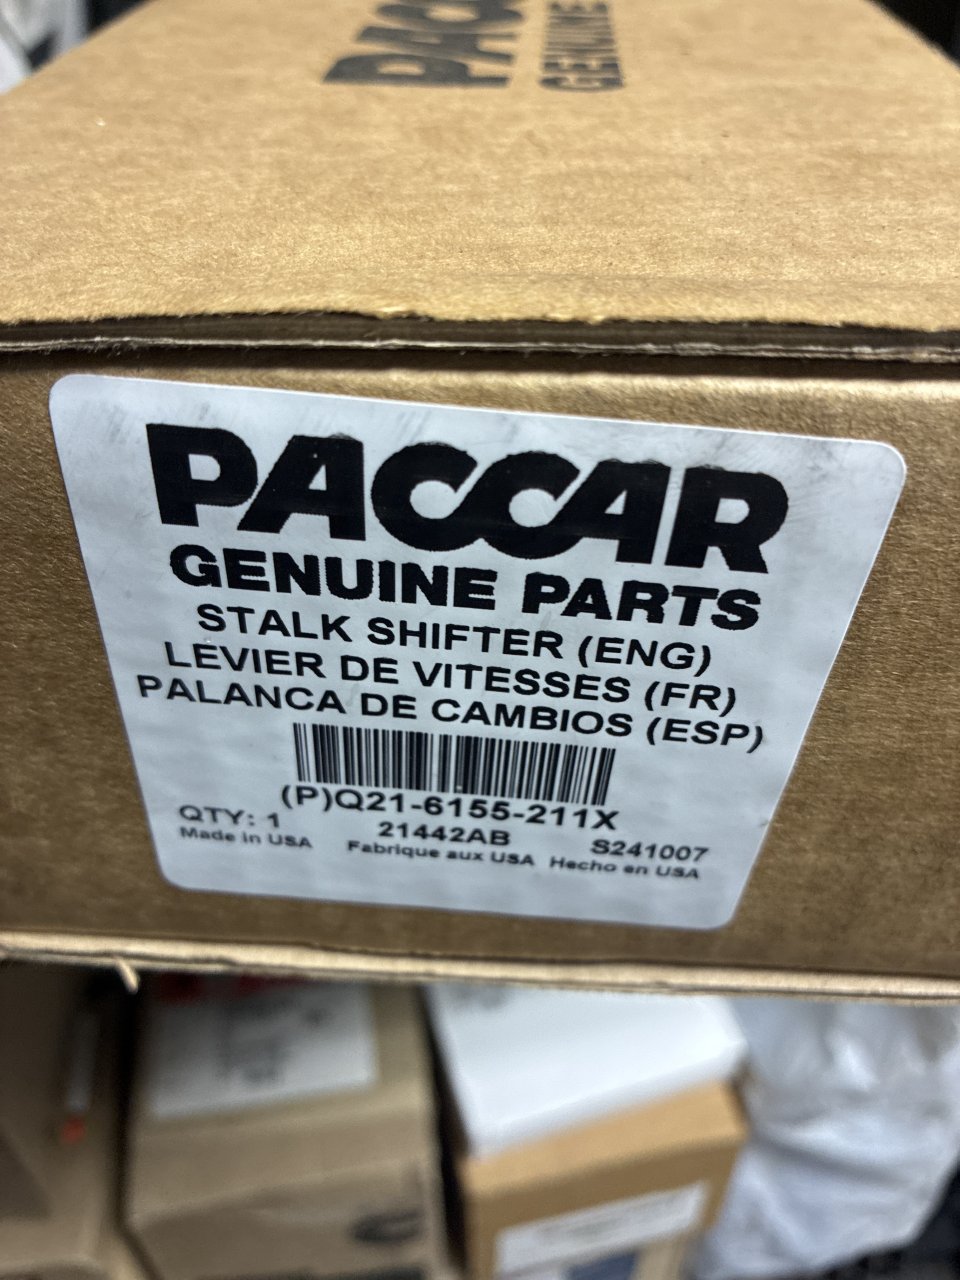 PACC
GENUINE
PACCAR
GENUINE PARTS
STALK SHIFTER (ENG)
LEVIER DE VITESSES (FR)
PALANCA DE CAMBIOS (ESP)
(P)Q21-6155-211X
QTY: 1 21442AB S241007
Made in USA Fabrique aux USA Hecho en USA